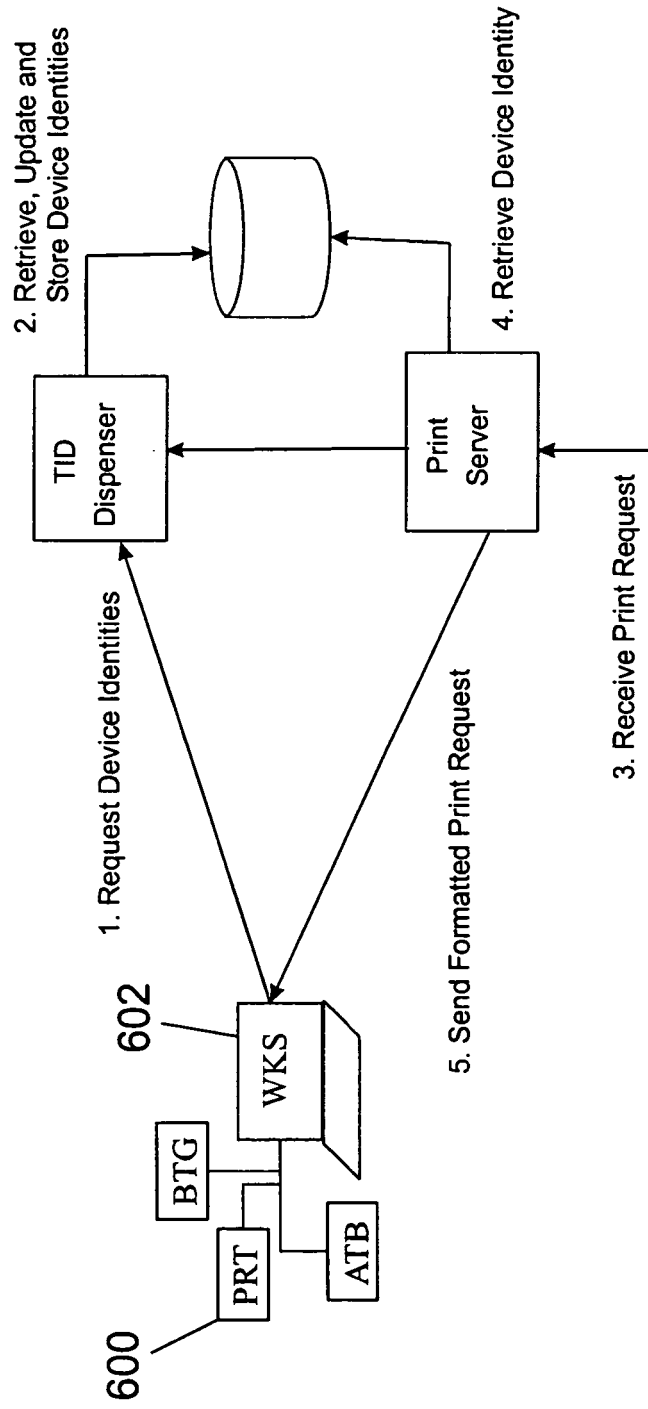 2. Retrieve, Update and
Store Device Identities
TID
Dispenser
1. Request Device Identities
4. Retrieve Device Identity
Print
Server
3. Receive Print Request
5. Send Formatted Print Request
602
WKS
BTG
PRT
ATB
600